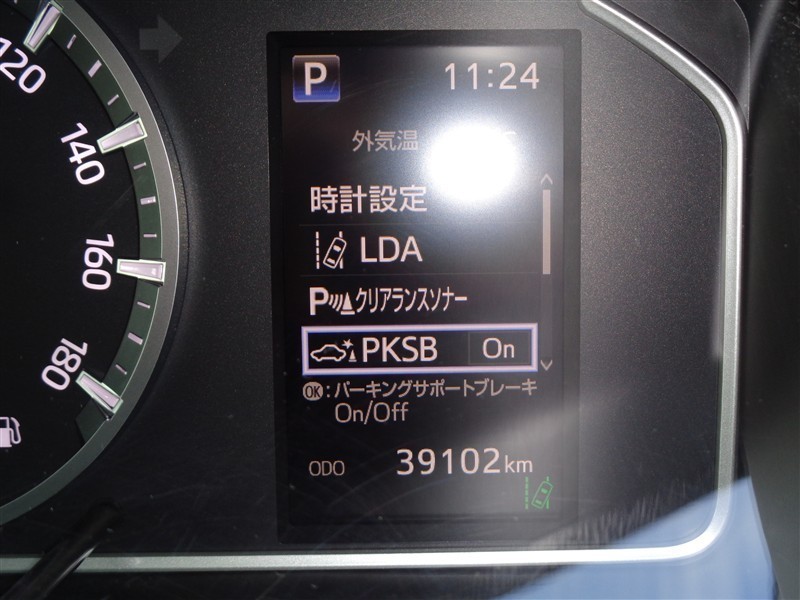 120
140
160
180
P 11:24
外気温
時計設定
LDA
P クリアランスソナー
PKSB On
OK:パーキングサポートブレーキ
On/Off
ODO 39102km